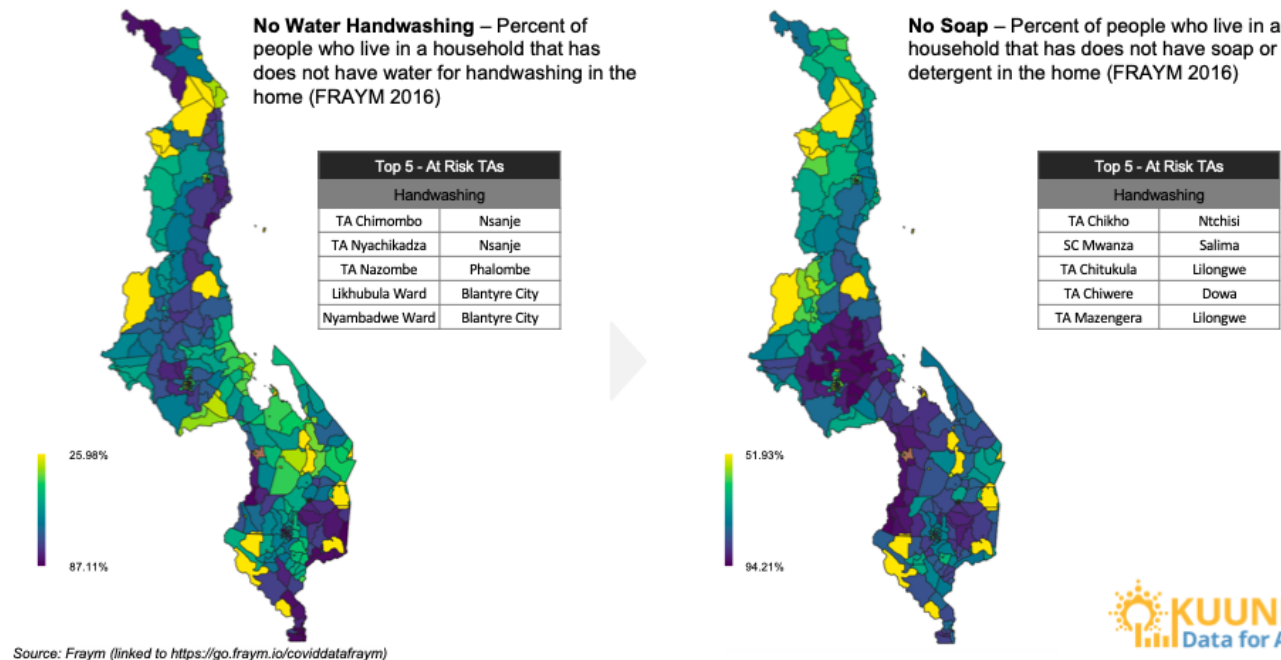 No Water Handwashing – Percent of
people who live in a household that has
does not have water for handwashing in the
home (FRAYM 2016)
Top 5 - At Risk TAs
Handwashing
TA Chimombo Nsanje
TA Nyachikadza Nsanje
TA Nazombe Phalombe
Likhubula Ward Blantyre City
Nyambadwe Ward Blantyre City
25.98%
87.11%
No Soap – Percent of people who live in a
household that has does not have soap or
detergent in the home (FRAYM 2016)
Top 5 - At Risk TAs
Handwashing
TA Chikho Ntchisi
SC Mwanza Salima
TA Chitukula Lilongwe
TA Chiwere Dowa
TA Mazengera Lilongwe
51.93%
94.21%
KUUN
Data for A
Source: Fraym (linked to https://go.fraym.io/coviddatafraym)